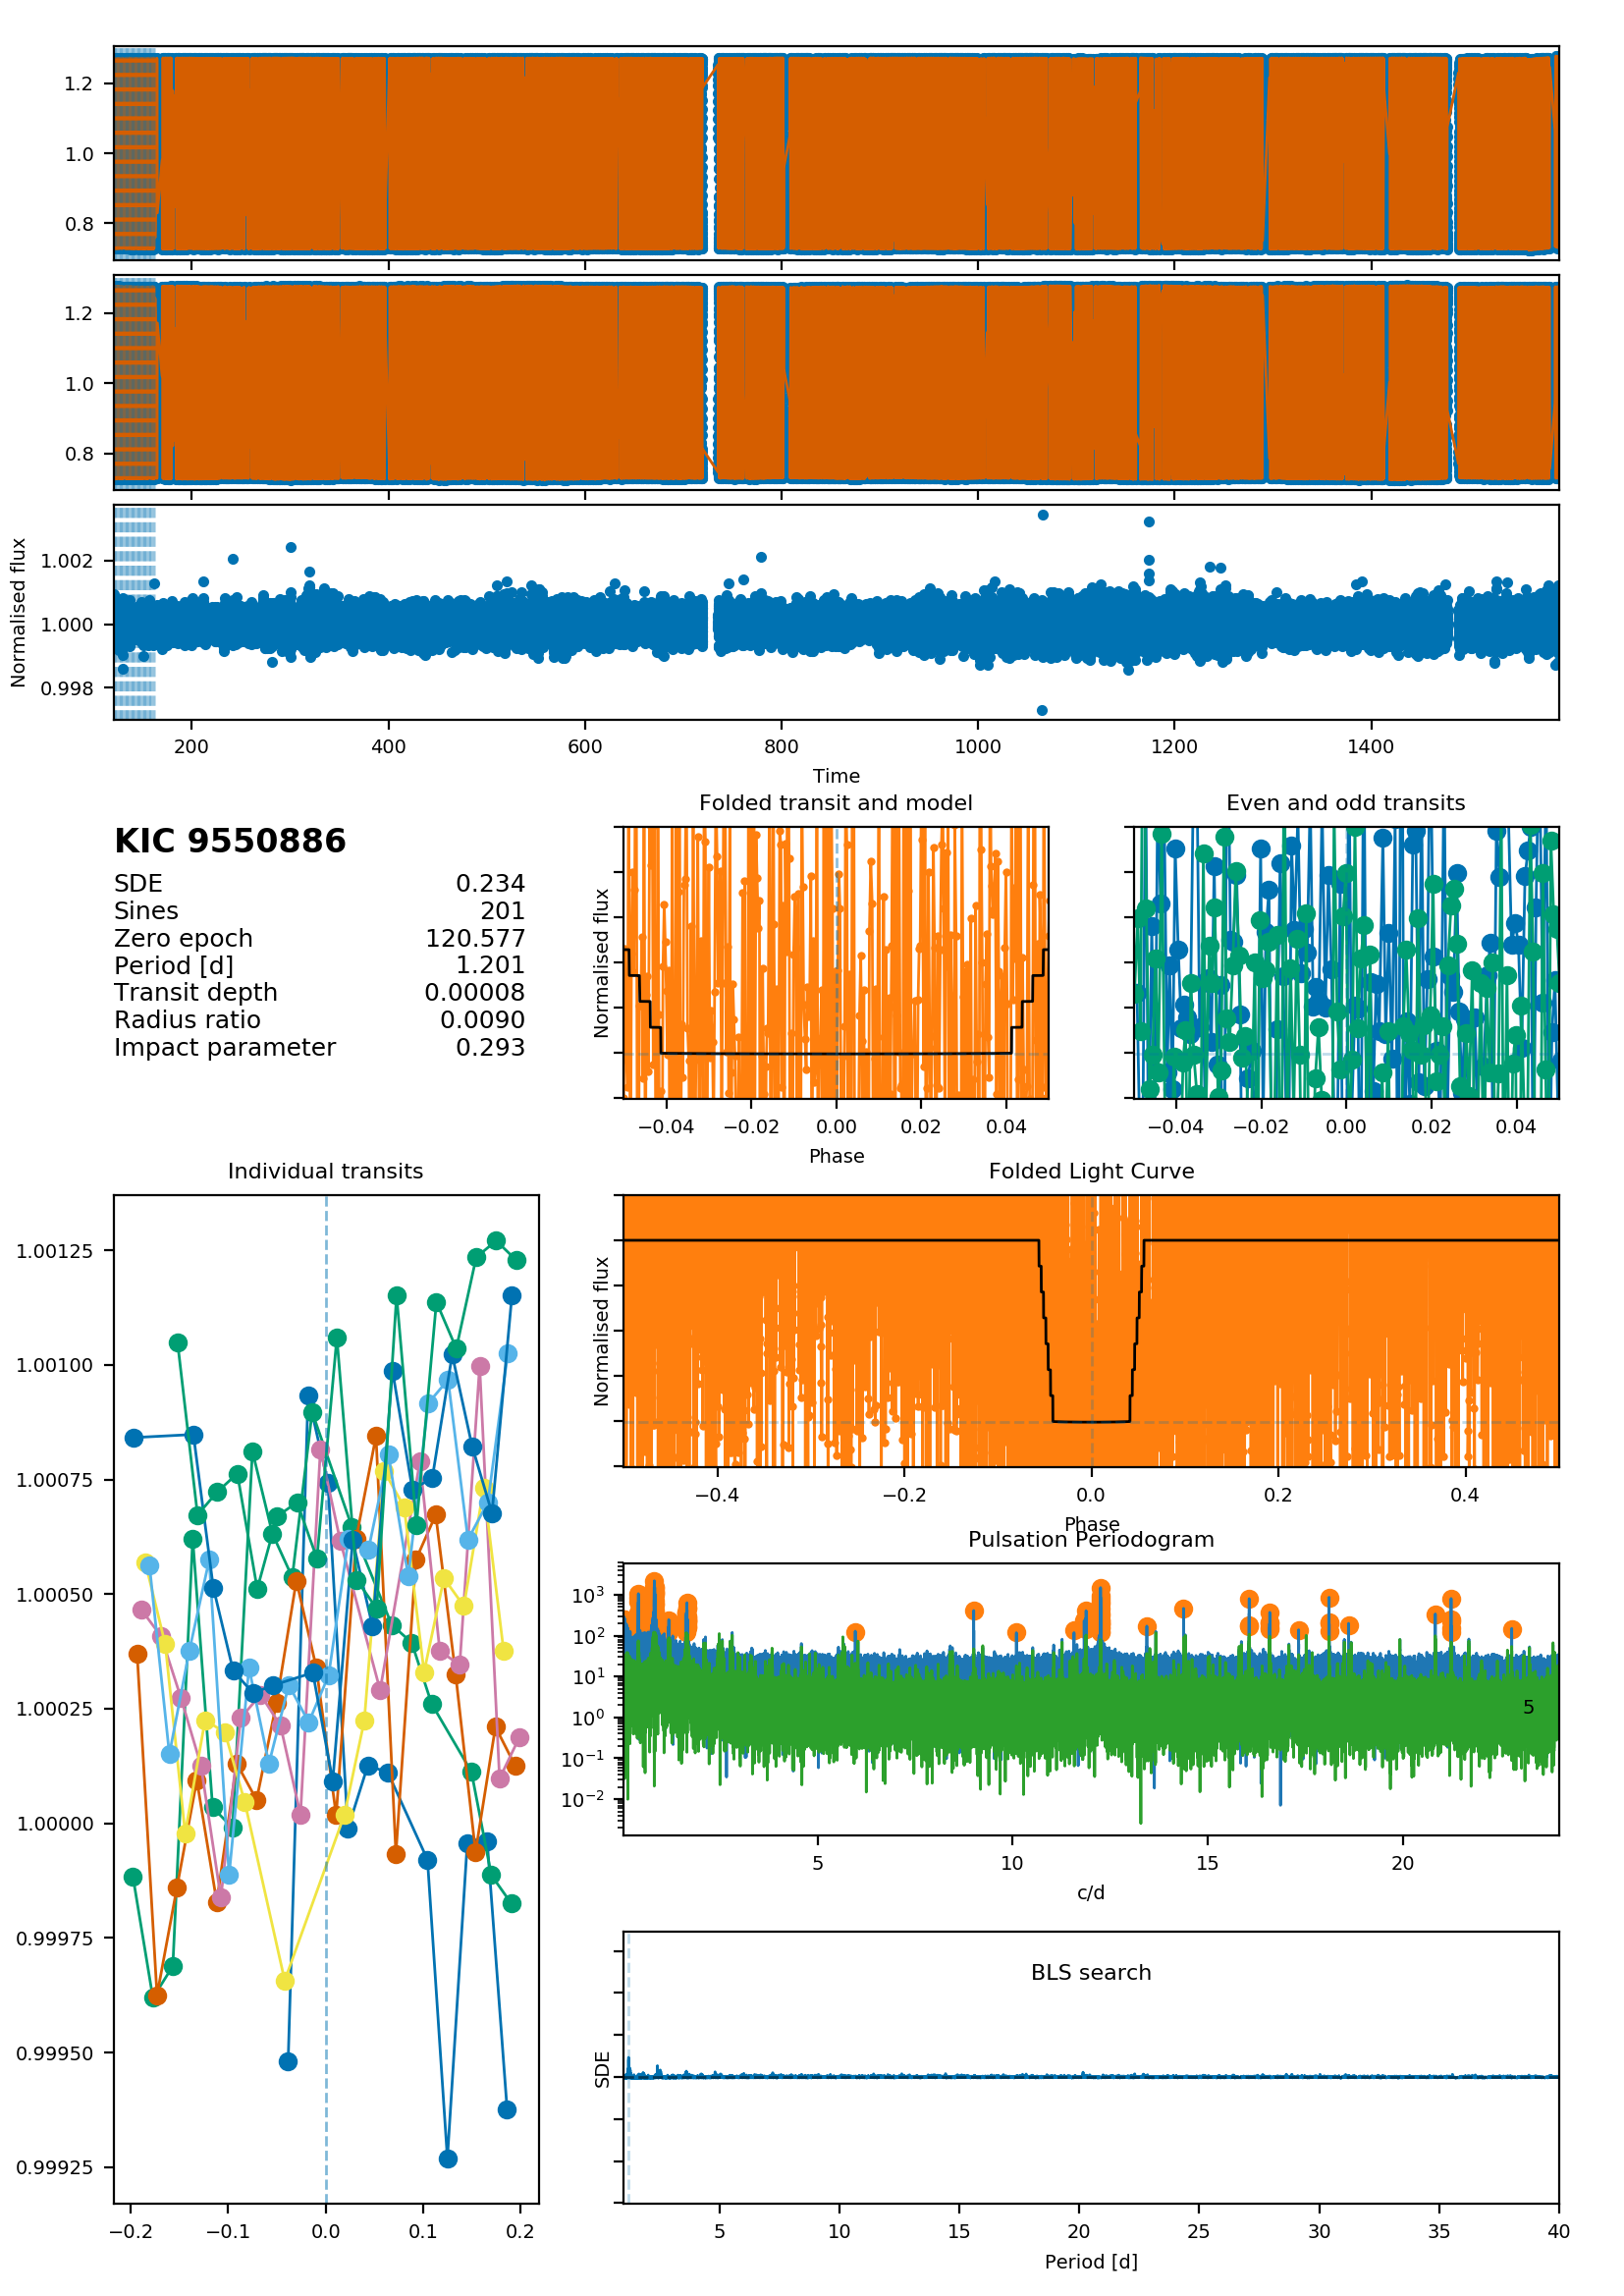 1.2
1.0
0.8
1.2
1.0
0.8
Normalised flux
1.002
1.000
0.998
200 400 600 800 1000 1200 1400
Time
KIC 9550886
SDE 0.234
Sines 201
Zero epoch 120.577
Period [d] 1.201
Transit depth 0.00008
Radius ratio 0.0090
Impact parameter 0.293
Folded transit and model
Normalised flux
−0.04 −0.02 0.00 0.02 0.04
Phase
Even and odd transits
−0.04 −0.02 0.00 0.02 0.04
Individual transits
1.00125
1.00100
1.00075
1.00050
1.00025
1.00000
0.99975
0.99950
0.99925
−0.2 −0.1 0.0 0.1 0.2
Folded Light Curve
Normalised flux
−0.4 −0.2 0.0 0.2 0.4
Phase
Pulsation Periodogram
10³
10²
10¹
10⁰
10⁻¹
10⁻²
5
5 10 15 20
c/d
BLS search
SDE
5 10 15 20 25 30 35 40
Period [d]